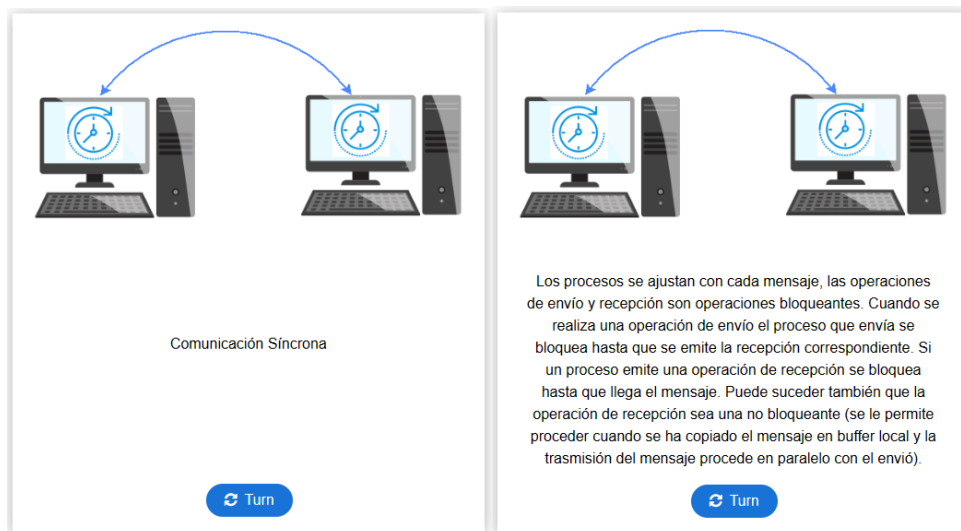 Comunicación Síncrona
Turn
Los procesos se ajustan con cada mensaje, las operaciones
de envío y recepción son operaciones bloqueantes. Cuando se
realiza una operación de envío el proceso que envía se
bloquea hasta que se emite la recepción correspondiente. Si
un proceso emite una operación de recepción se bloquea
hasta que llega el mensaje. Puede suceder también que la
operación de recepción sea una no bloqueante (se le permite
proceder cuando se ha copiado el mensaje en buffer local y la
trasmisión del mensaje procede en paralelo con el envió).
Turn